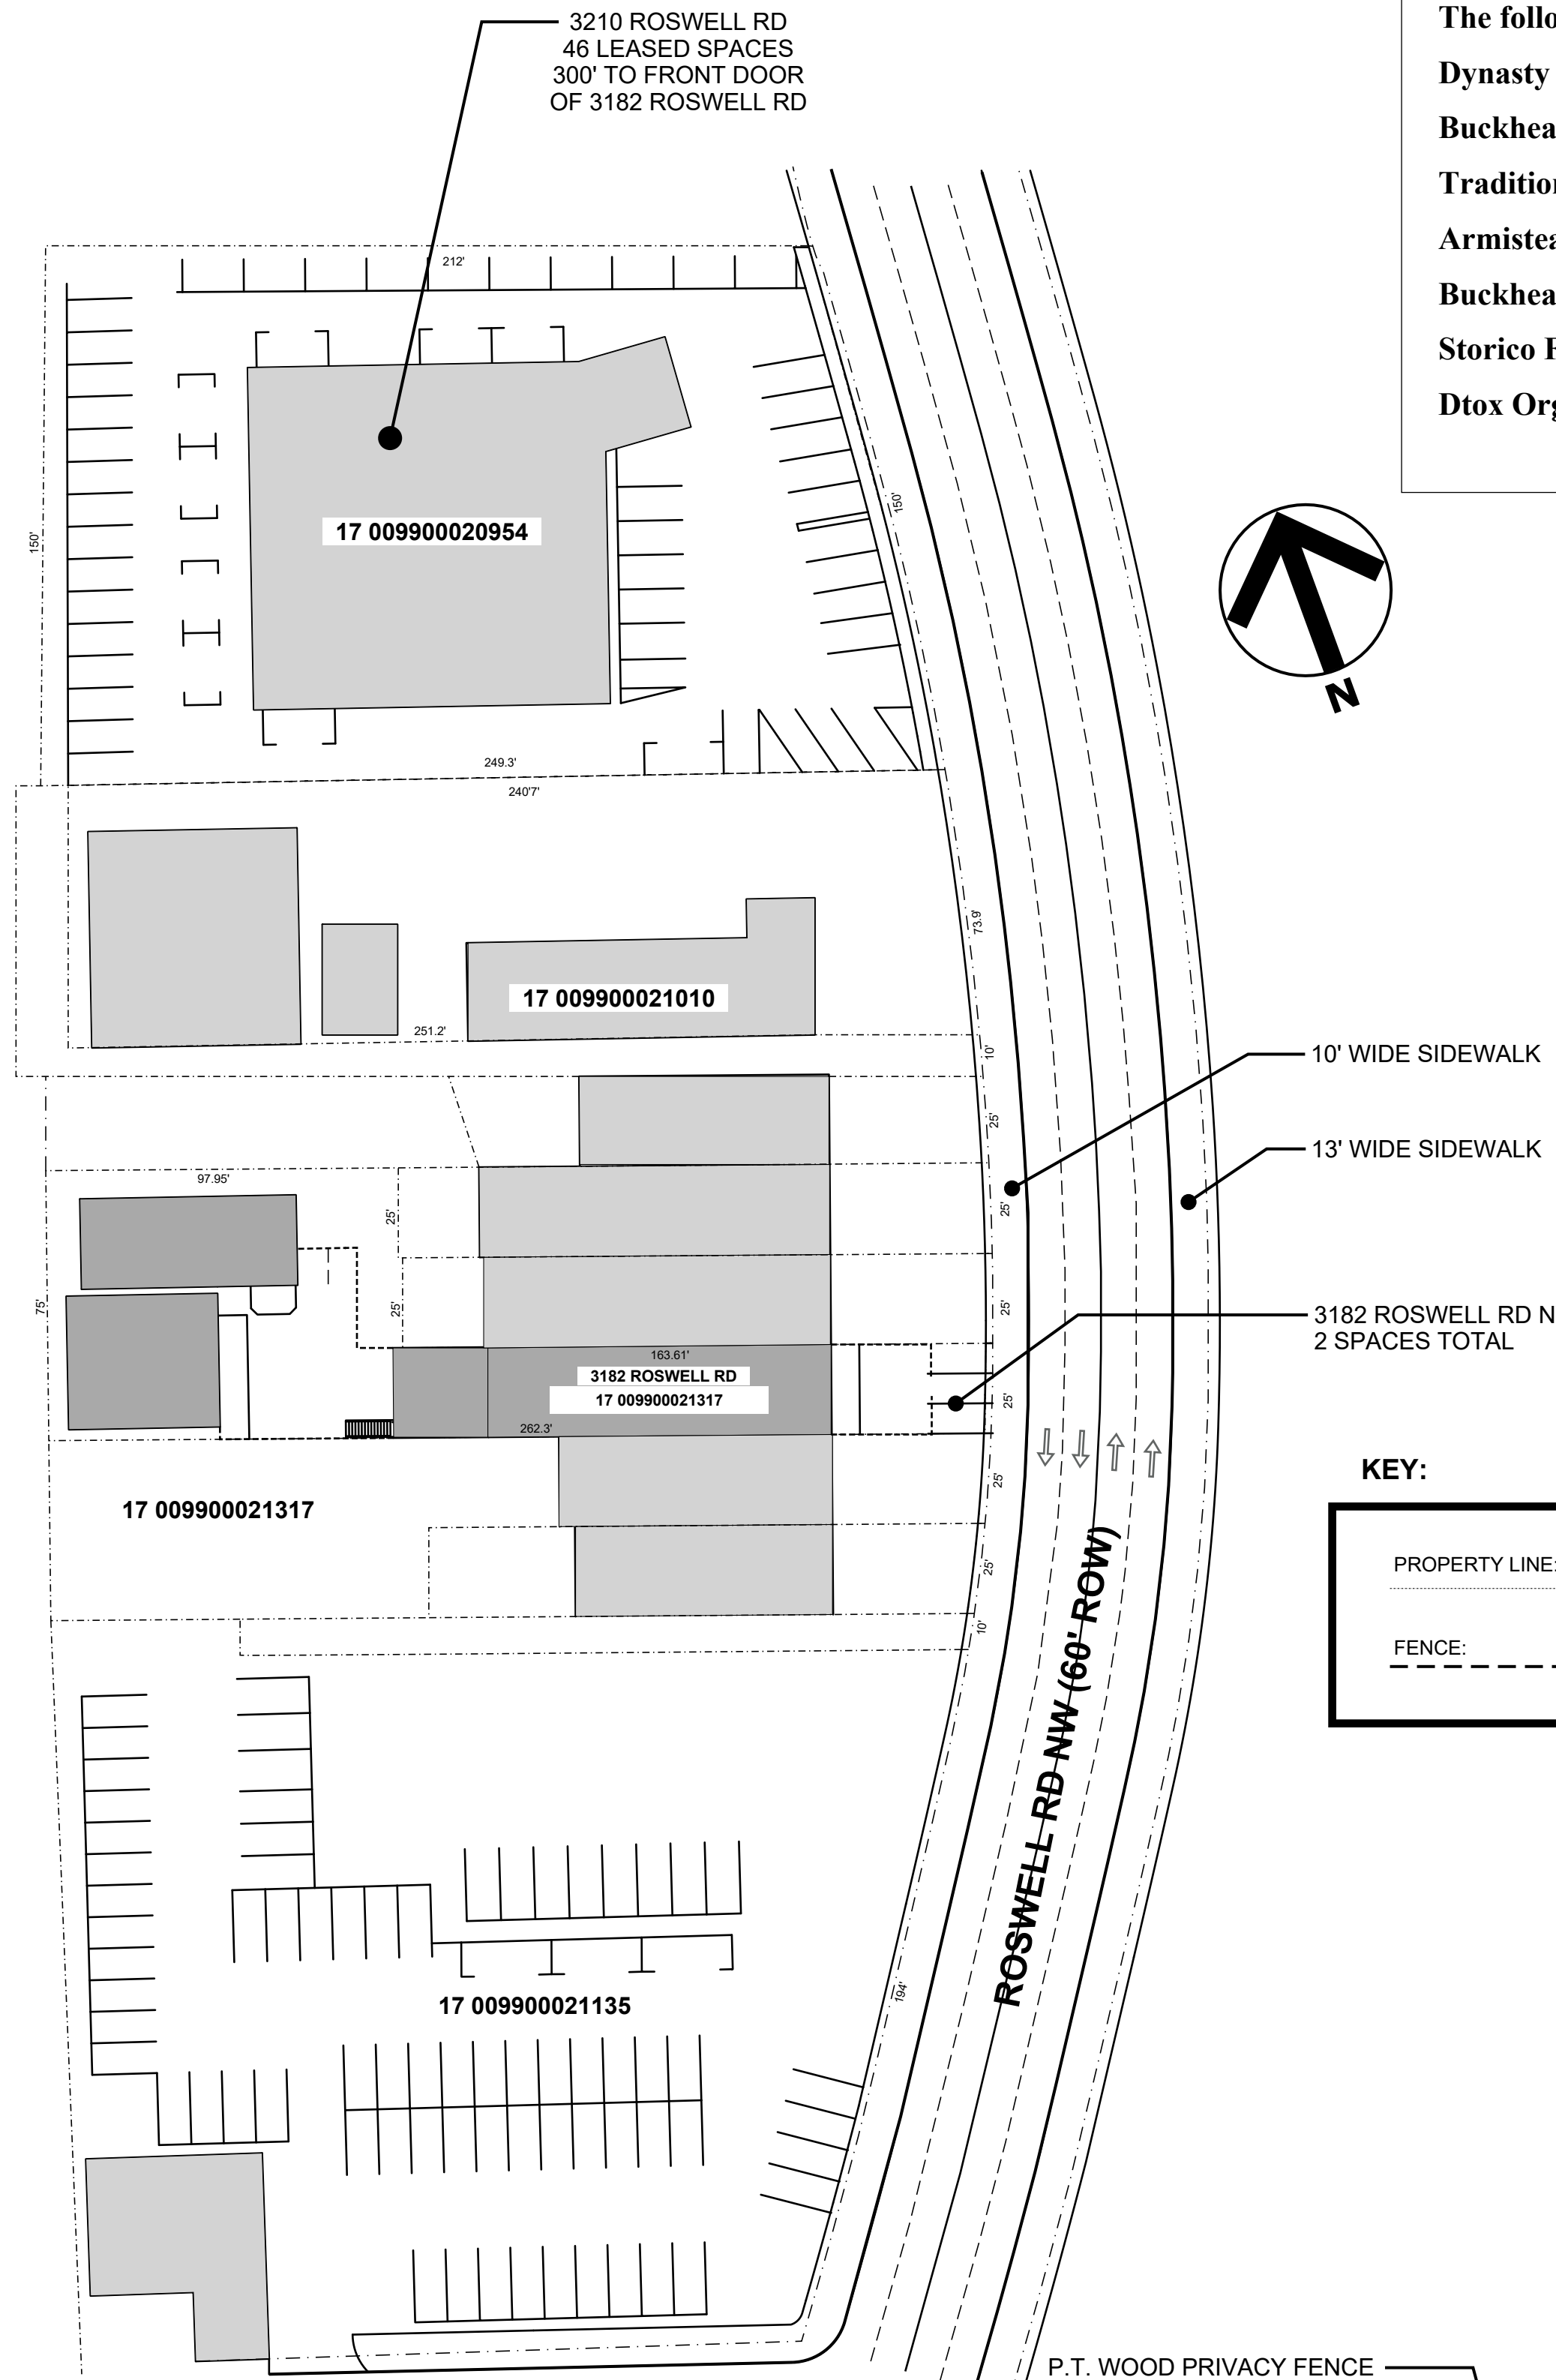 3210 ROSWELL RD
46 LEASED SPACES
300' TO FRONT DOOR
OF 3182 ROSWELL RD
The follo
Dynasty
Buckhea
Tradition
Armistea
Buckhea
Storico F
Dtox Org
212'
150'
150'
17 009900020954
N
249.3'
240'7'
73.9'
17 009900021010
251.2'
10'
10' WIDE SIDEWALK
25'
13' WIDE SIDEWALK
97.95'
25'
25'
75'
25'
25'
3182 ROSWELL RD N
2 SPACES TOTAL
163.61'
3182 ROSWELL RD
17 009900021317
25'
262.3'
KEY:
25'
17 009900021317
PROPERTY LINE:
25'
10'
FENCE:
ROSWELL RD NW (60' ROW)
194'
17 009900021135
P.T. WOOD PRIVACY FENCE